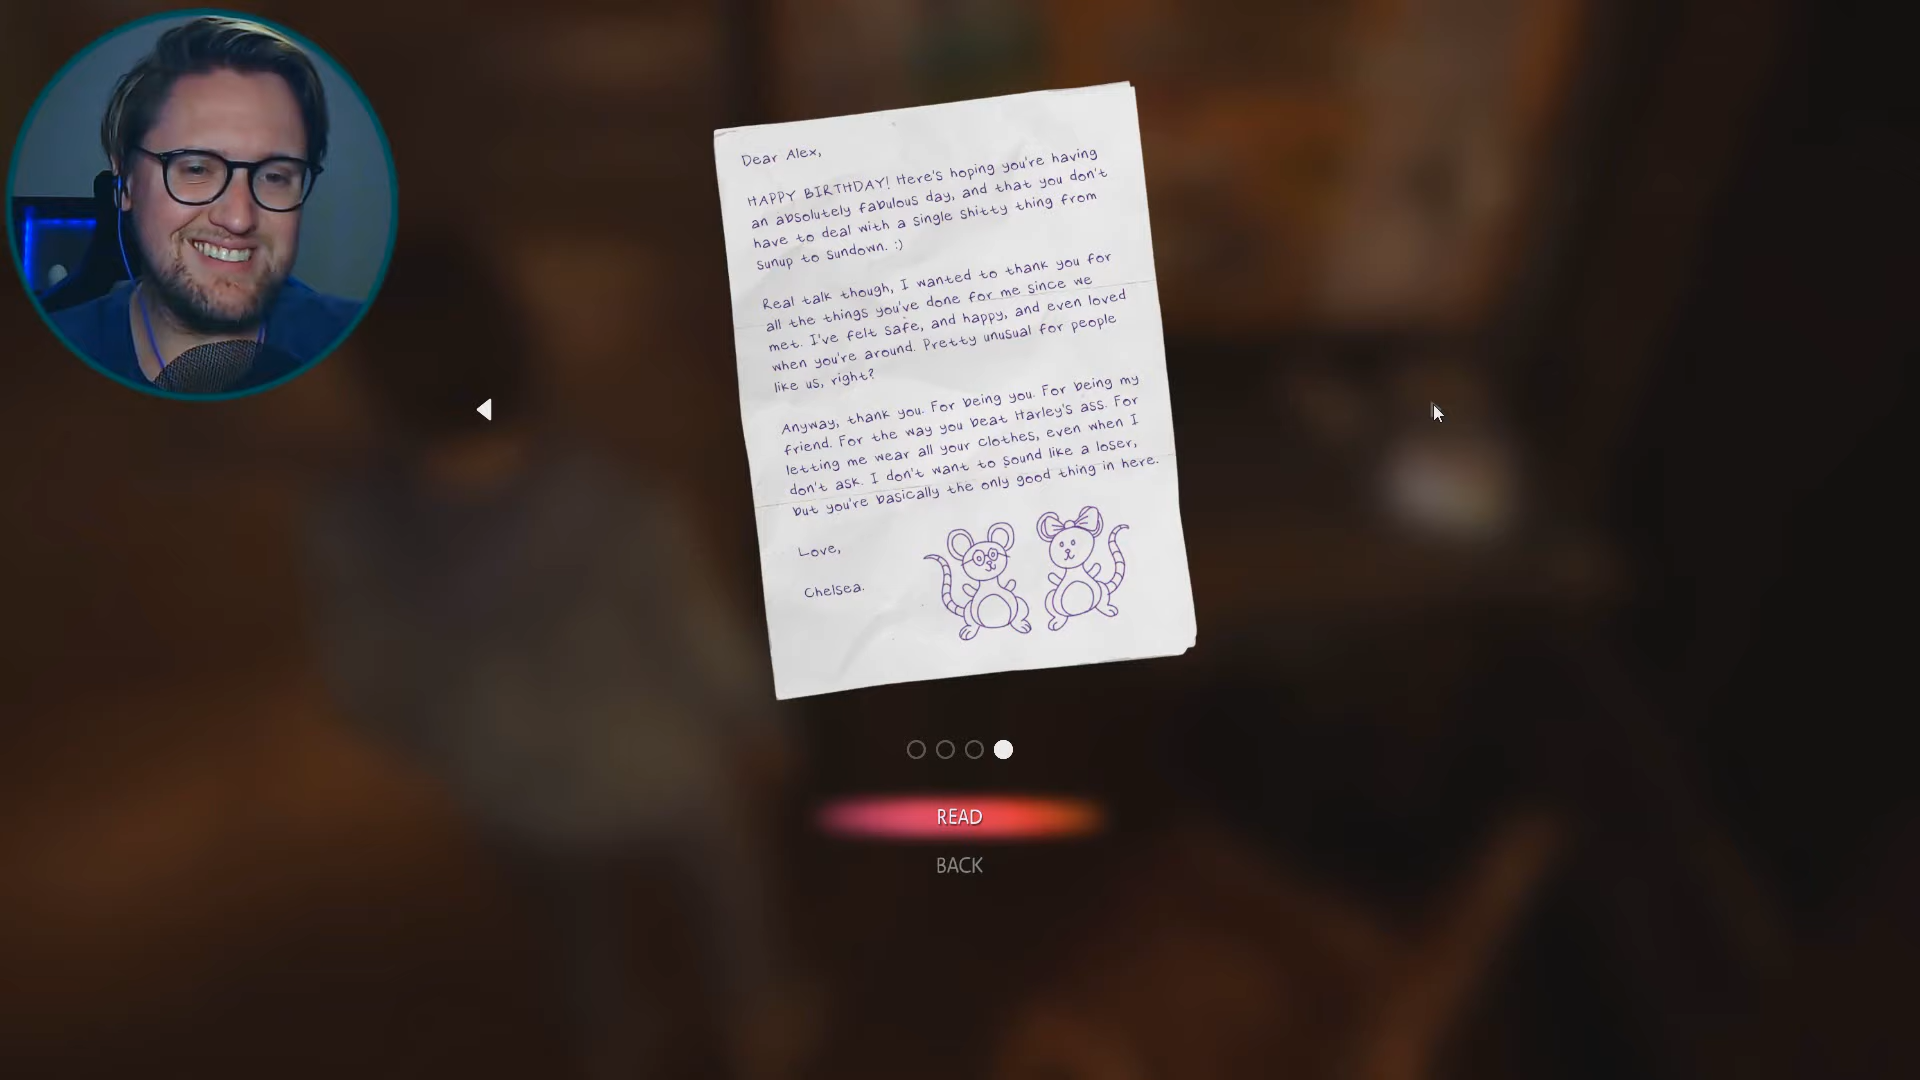 Dear Alex,
HAPPY BIRTHDAY! Here's hoping you're having
an absolutely fabulous day, and that you don't
have to deal with a single shitty thing from
sunup to sundown. :)
Real talk though, I wanted to thank you for
all the things you've done for me since we
met. I've felt safe, and happy, and even loved
when you're around. Pretty unusual for people
like us, right?
Anyway, thank you. For being you. For being my
friend. For the way you beat Harley's ass. For
letting me wear all your clothes, even when I
don't ask. I don't want to sound like a loser,
but you're basically the only good thing in here.
Love,
Chelsea.
READ
BACK